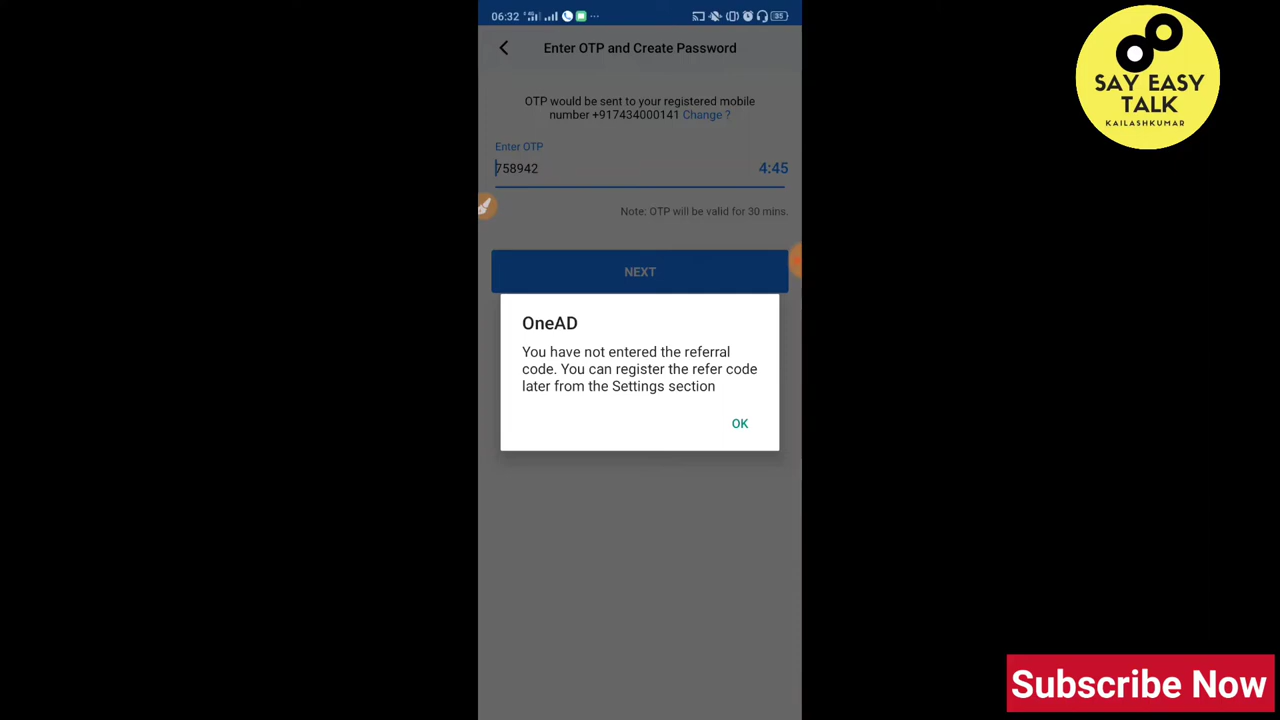 06:32
35
Enter OTP and Create Password
OTP would be sent to your registered mobile
number +917434000141 Change ?
Enter OTP
758942
4:45
Note: OTP will be valid for 30 mins.
NEXT
OneAD
You have not entered the referral
code. You can register the refer code
later from the Settings section
OK
SAY EASY
TALK
KAILASHKUMAR
Subscribe Now